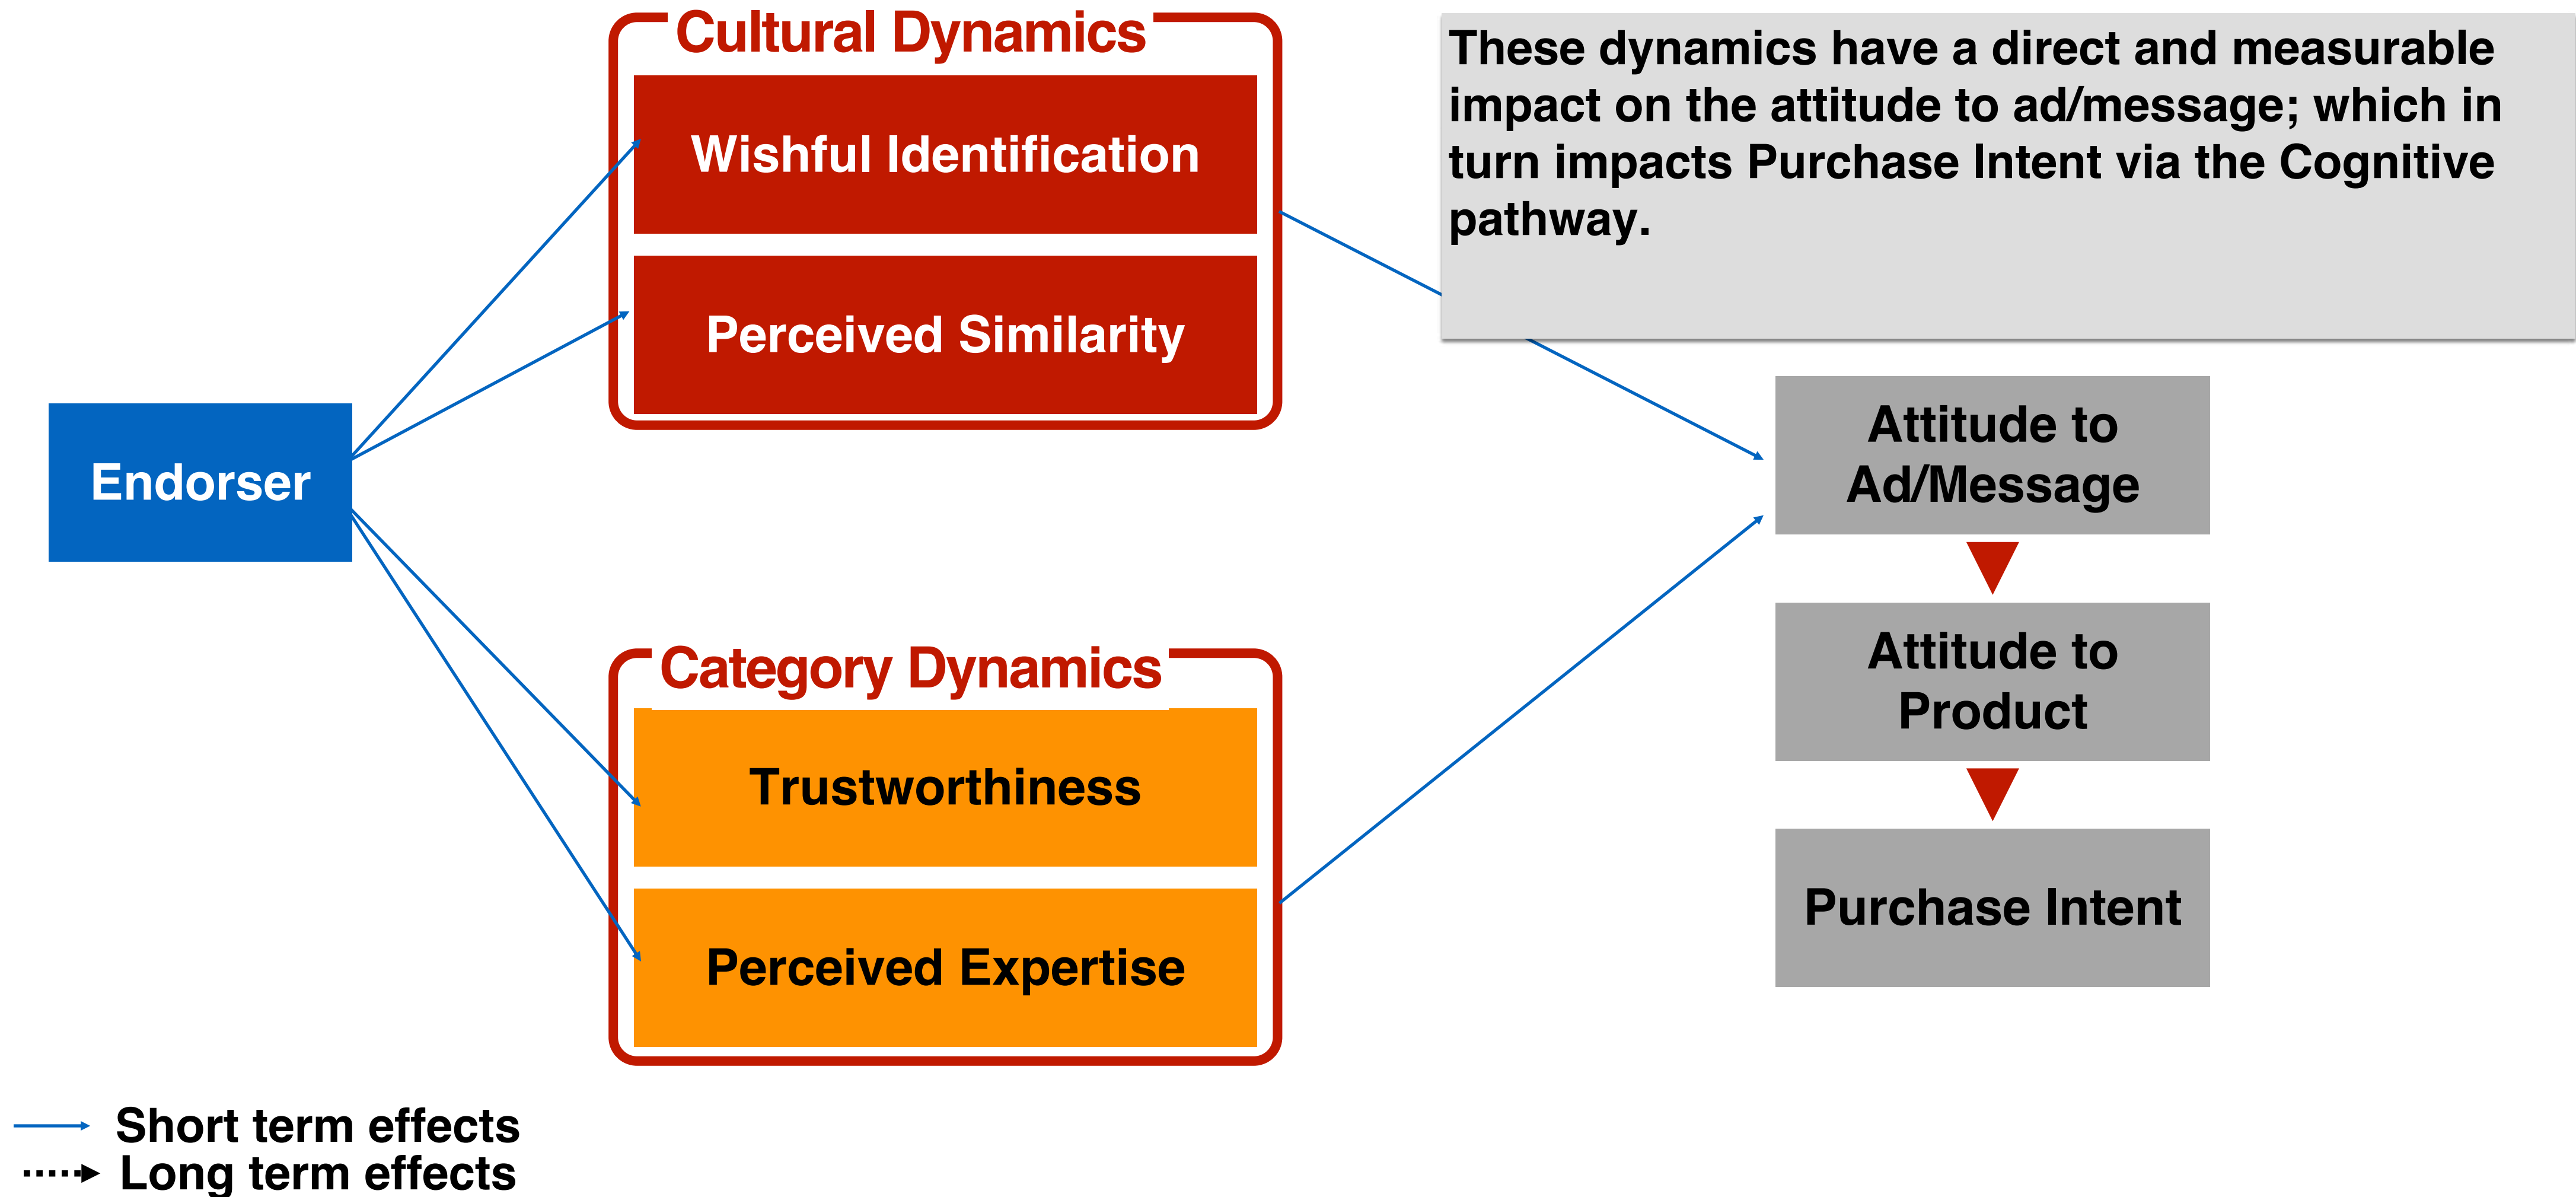 Cultural Dynamics
Wishful Identification
Perceived Similarity
These dynamics have a direct and measurable
impact on the attitude to ad/message; which in
turn impacts Purchase Intent via the Cognitive
pathway.
Endorser
Attitude to
Ad/Message
Attitude to
Product
Purchase Intent
Category Dynamics
Trustworthiness
Perceived Expertise
Short term effects
Long term effects